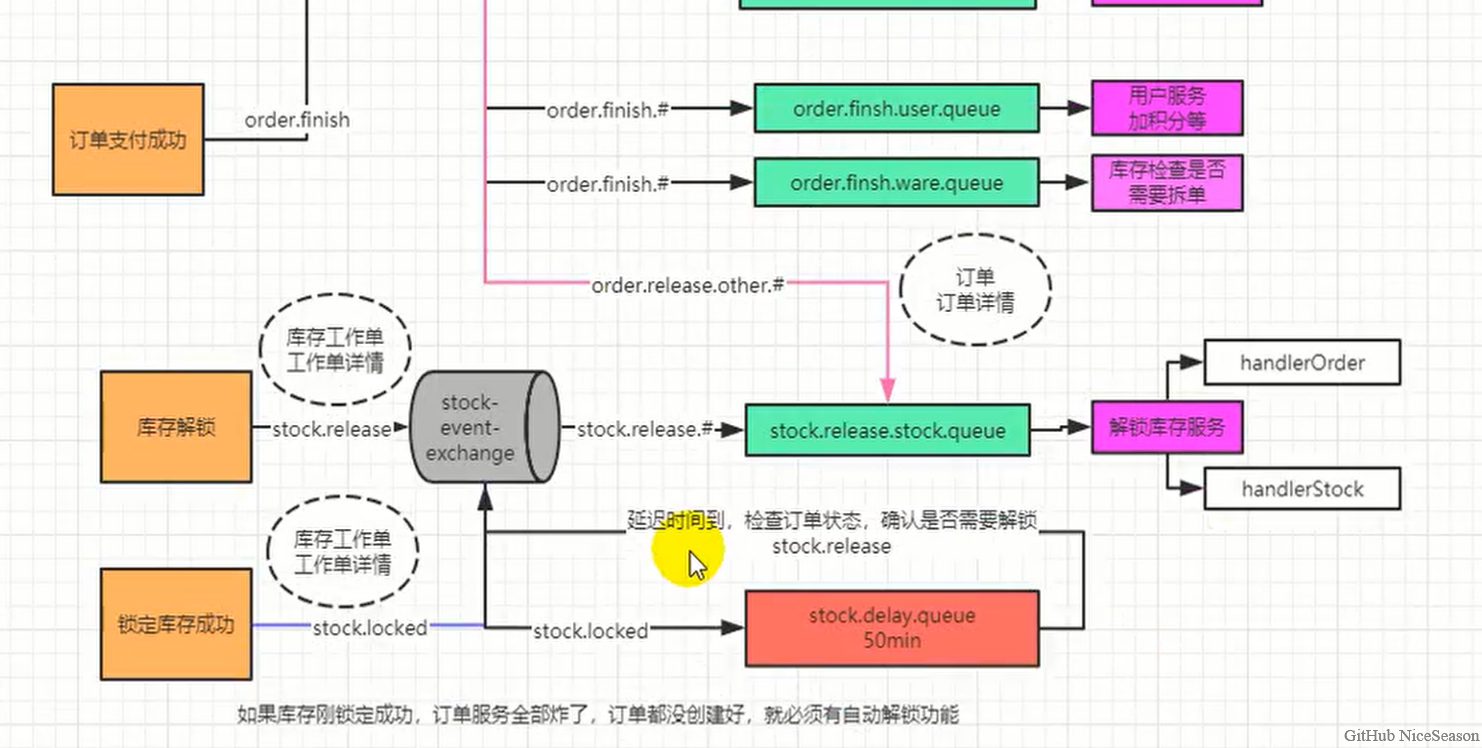 order.finish
订单支付成功
order.finish.#
order.finsh.user.queue
用户服务
加积分等
order.finish.#
order.finsh.ware.queue
库存检查是否
需要拆单
order.release.other.#
订单
订单详情
库存工作单
工作单详情
handlerOrder
库存解锁
stock.release
stock-
event-
exchange
stock.release.#
stock.release.stock.queue
解锁库存服务
handlerStock
延迟时间到，检查订单状态，确认是否需要解锁
stock.release
库存工作单
工作单详情
锁定库存成功
stock.locked
stock.locked
stock.delay.queue
50min
如果库存刚锁定成功，订单服务全部炸了，订单都没创建好，就必须有自动解锁功能
GitHub NiceSeason